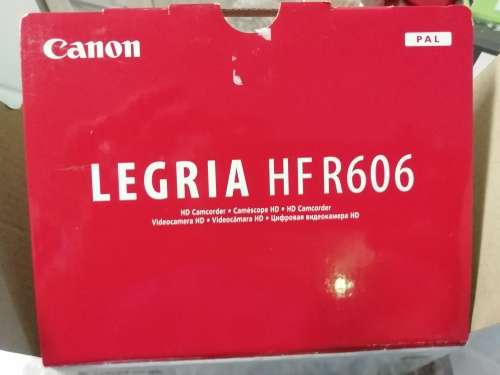 Canon
PAL
LEGRIA HF R606
HD Camcorder • Caméscope HD • HD Camcorder
Videocamera HD • Videocámara HD • Цифровая видеокамера HD